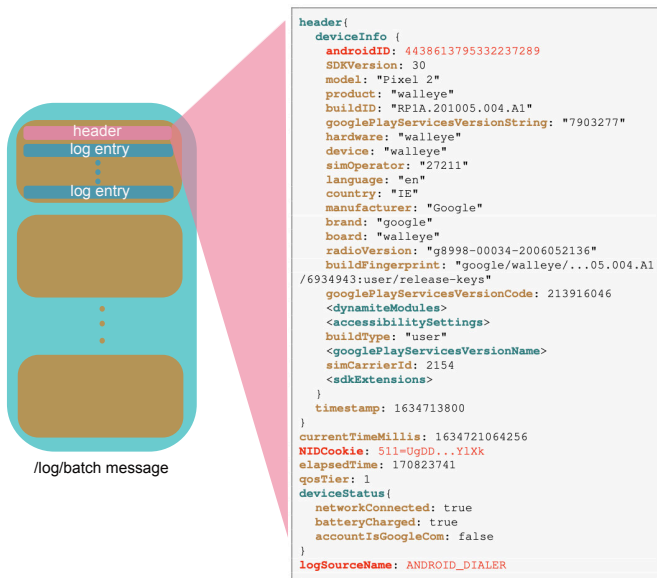 header
log entry
log entry
/log/batch message
header{
deviceInfo {
androidID: 4438613795332237289
SDKVersion: 30
model: "Pixel 2"
product: "walleye"
buildID: "RP1A.201005.004.A1"
googlePlayServicesVersionString: "7903277"
hardware: "walleye"
device: "walleye"
simOperator: "27211"
language: "en"
country: "IE"
manufacturer: "Google"
brand: "google"
board: "walleye"
radioVersion: "g8998-00034-2006052136"
buildFingerprint: "google/walleye/...05.004.A1
/6934943:user/release-keys"
googlePlayServicesVersionCode: 213916046
<dynamiteModules>
<accessibilitySettings>
buildType: "user"
<googlePlayServicesVersionName>
simCarrierId: 2154
<sdkExtensions>
}
timestamp: 1634713800
}
currentTimeMillis: 1634721064256
NIDCookie: 511=UgDD...YlXk
elapsedTime: 170823741
qosTier: 1
deviceStatus{
networkConnected: true
batteryCharged: true
accountIsGoogleCom: false
}
logSourceName: ANDROID_DIALER